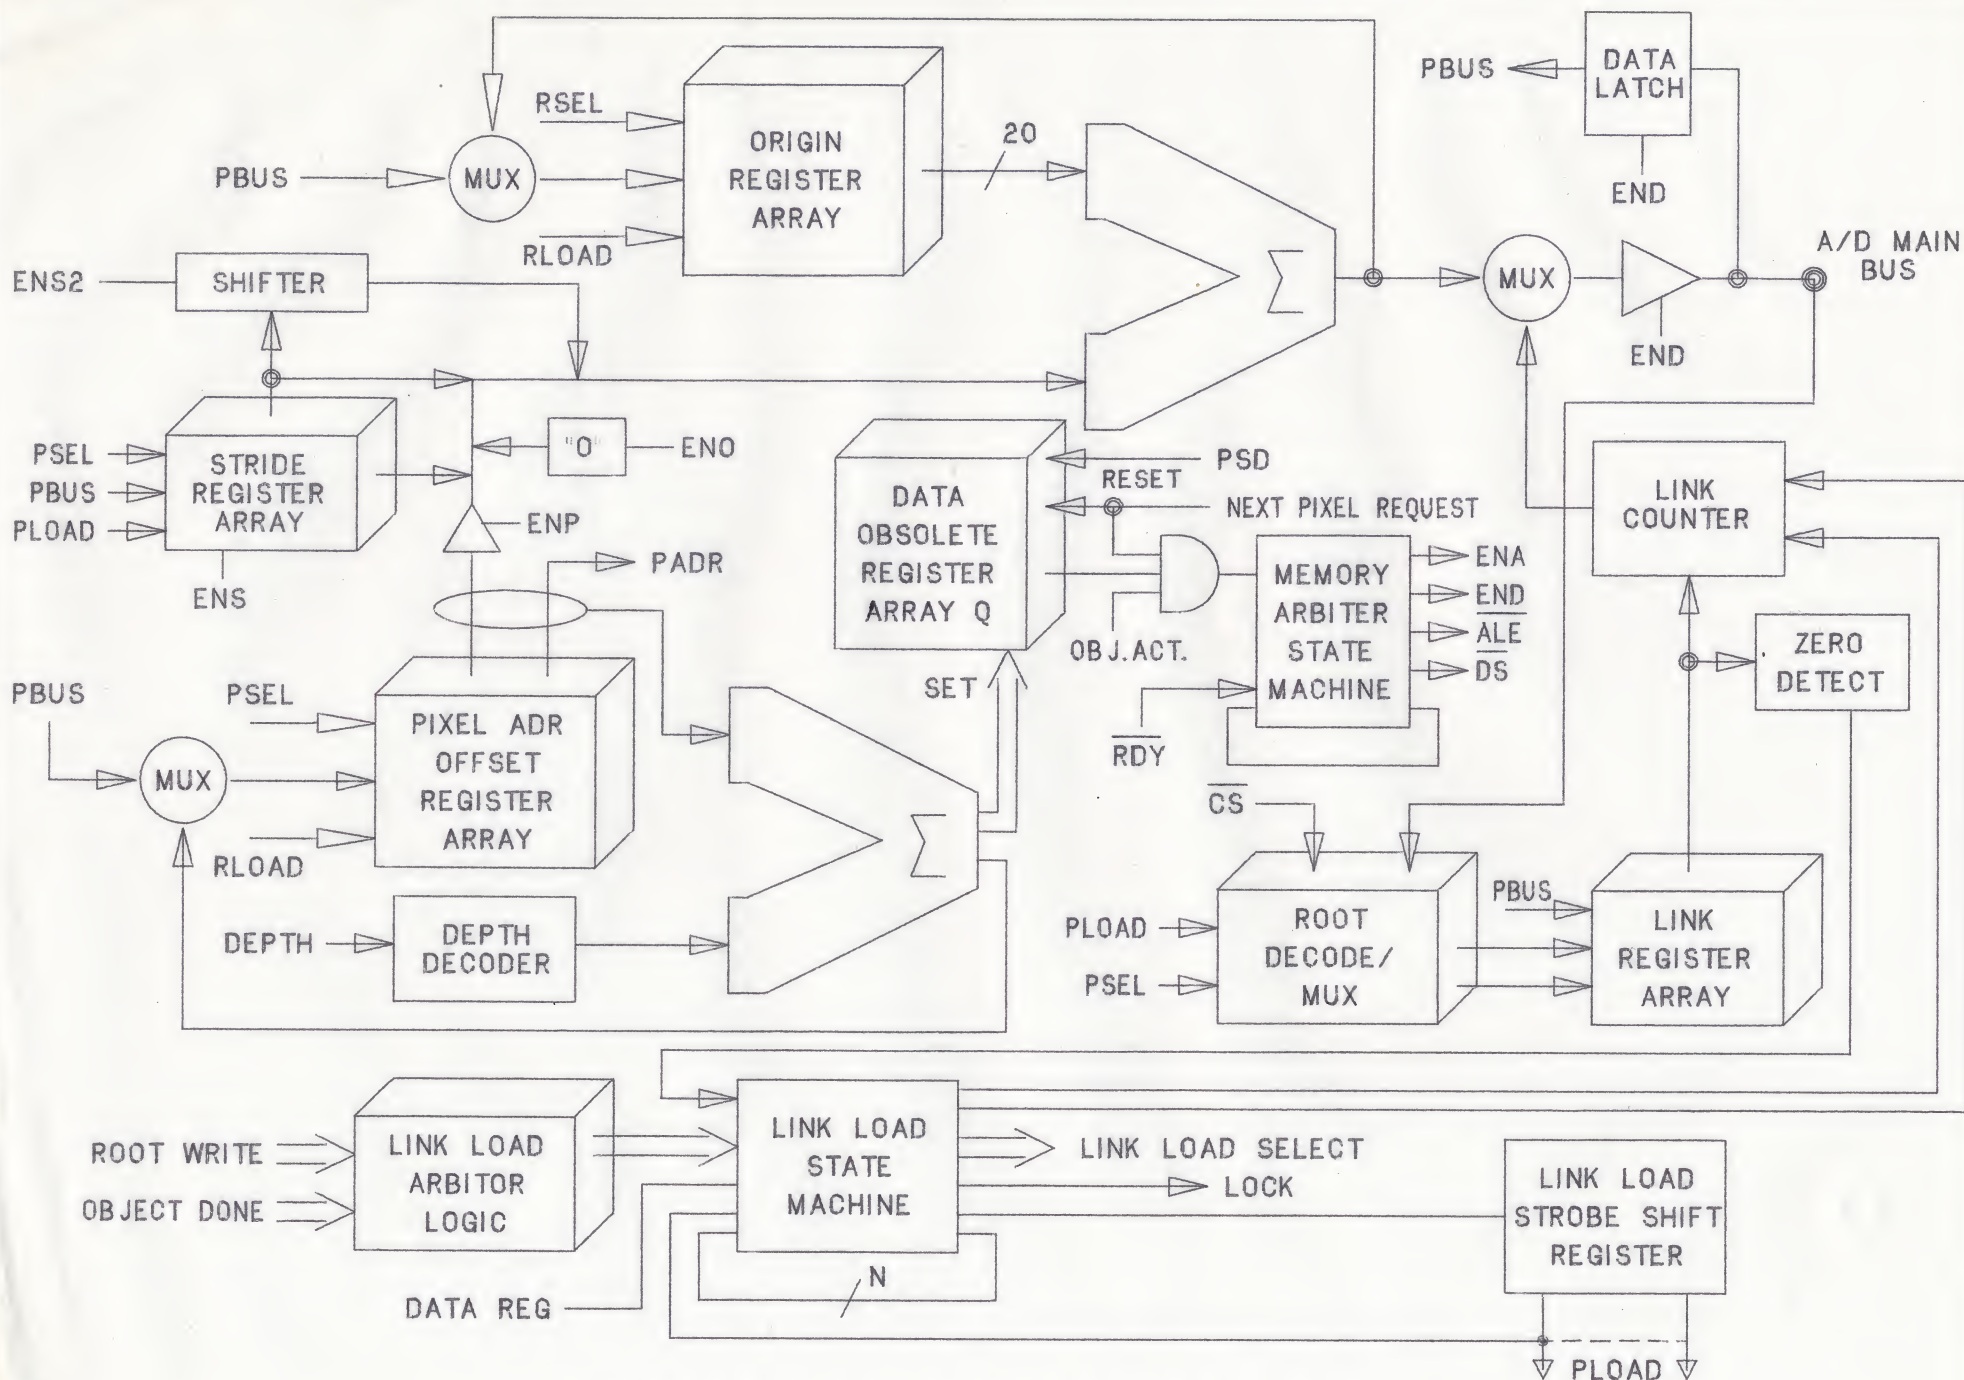 PBUS
DATA
LATCH
END
RSEL
ORIGIN
REGISTER
ARRAY
20
PBUS
MUX
RLOAD
A/D MAIN
BUS
ENS2
SHIFTER
Σ
MUX
END
PSEL
PBUS
PLOAD
STRIDE
REGISTER
ARRAY
ENS
"0"
ENO
ENP
PADR
DATA
OBSOLETE
REGISTER
ARRAY Q
PSD
RESET
NEXT PIXEL REQUEST
OBJ.ACT.
SET
MEMORY
ARBITER
STATE
MACHINE
ENA
END
ALE
DS
RDY
LINK
COUNTER
ZERO
DETECT
PBUS
PSEL
MUX
PIXEL ADR
OFFSET
REGISTER
ARRAY
RLOAD
Σ
DEPTH
DEPTH
DECODER
CS
PLOAD
PSEL
ROOT
DECODE/
MUX
PBUS
LINK
REGISTER
ARRAY
ROOT WRITE
OBJECT DONE
LINK LOAD
ARBITOR
LOGIC
LINK LOAD
STATE
MACHINE
LINK LOAD SELECT
LOCK
LINK LOAD
STROBE SHIFT
REGISTER
N
DATA REG
PLOAD